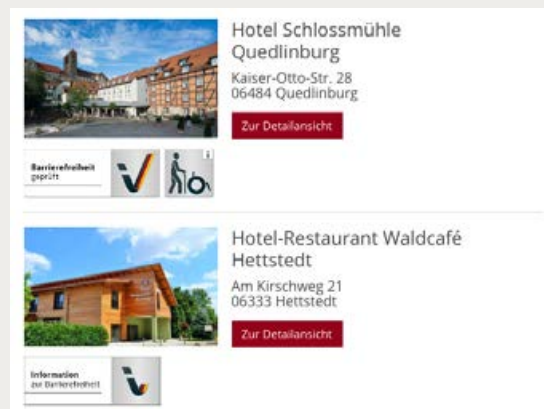 Hotel Schlossmühle
Quedlinburg
Kaiser-Otto-Str. 28
06484 Quedlinburg
Zur Detailansicht
Barrierefreiheit
geprüft
i
Hotel-Restaurant Waldcafé
Hettstedt
Am Kirschweg 21
06333 Hettstedt
Zur Detailansicht
Information
zur Barrierefreiheit